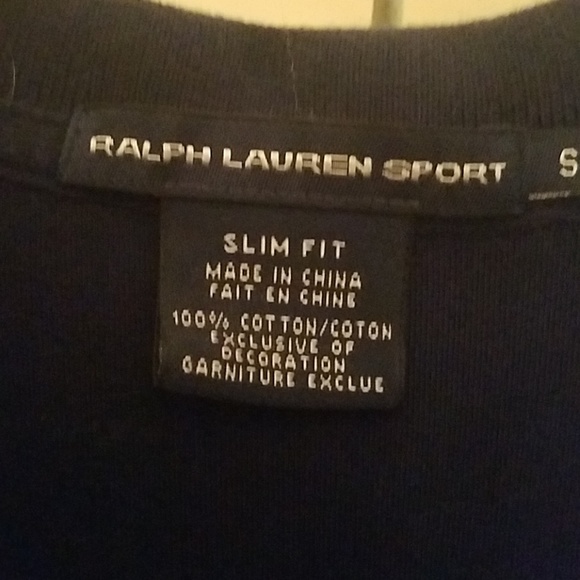 RALPH LAUREN SPORT S
SLIM FIT
MADE IN CHINA
FAIT EN CHINE
100% COTTON/COTON
EXCLUSIVE OF
DECORATION
GARNITURE EXCLUE